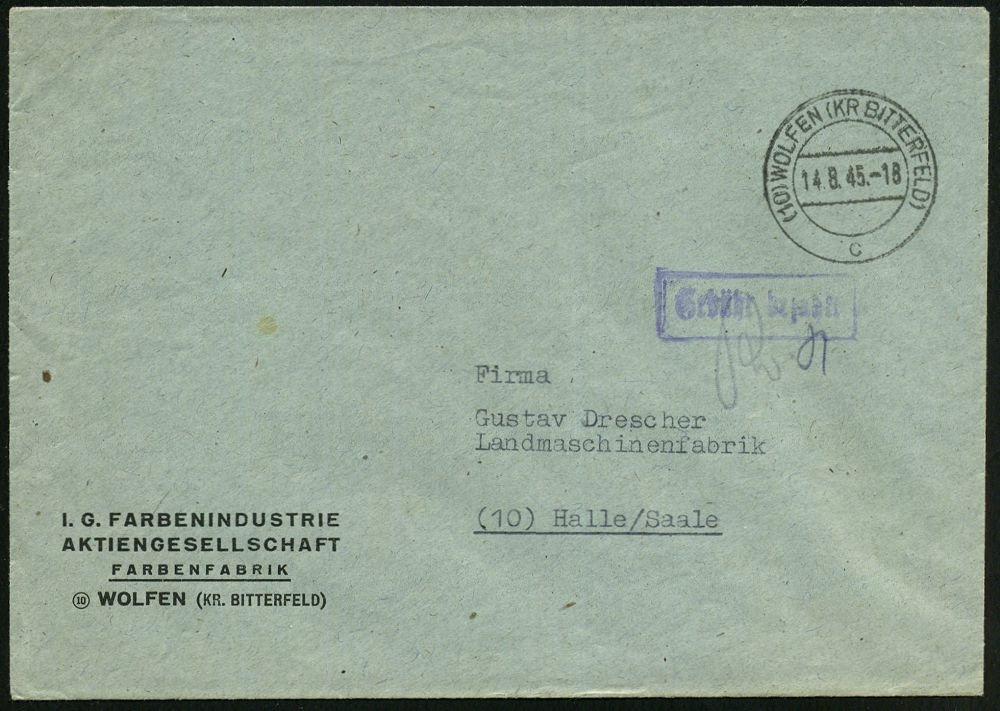 (10) WOLFEN (KR BITTERFELD)
14.8.45.-18
c
Gebühr bezahlt
Firma
Gustav Drescher
Landmaschinenfabrik
(10) Halle/Saale
I. G. FARBENINDUSTRIE
AKTIENGESELLSCHAFT
FARBENFABRIK
10 WOLFEN (KR. BITTERFELD)